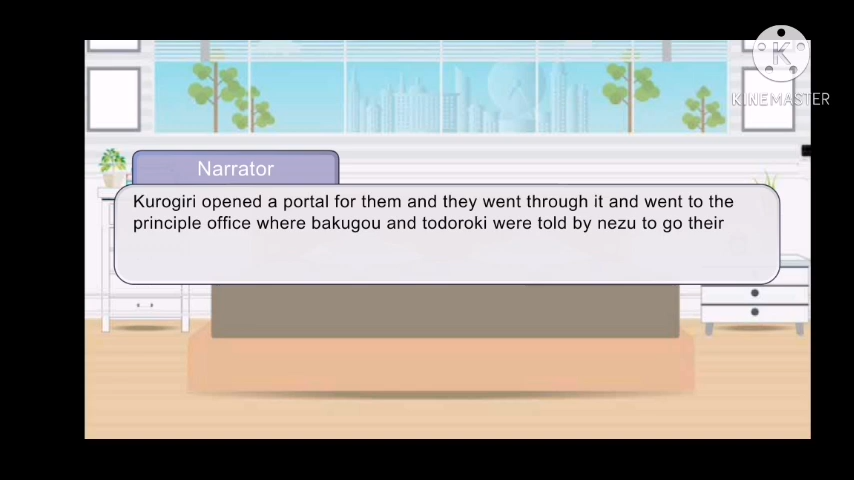 KINEMASTER
Narrator
Kurogiri opened a portal for them and they went through it and went to the
principle office where bakugou and todoroki were told by nezu to go their